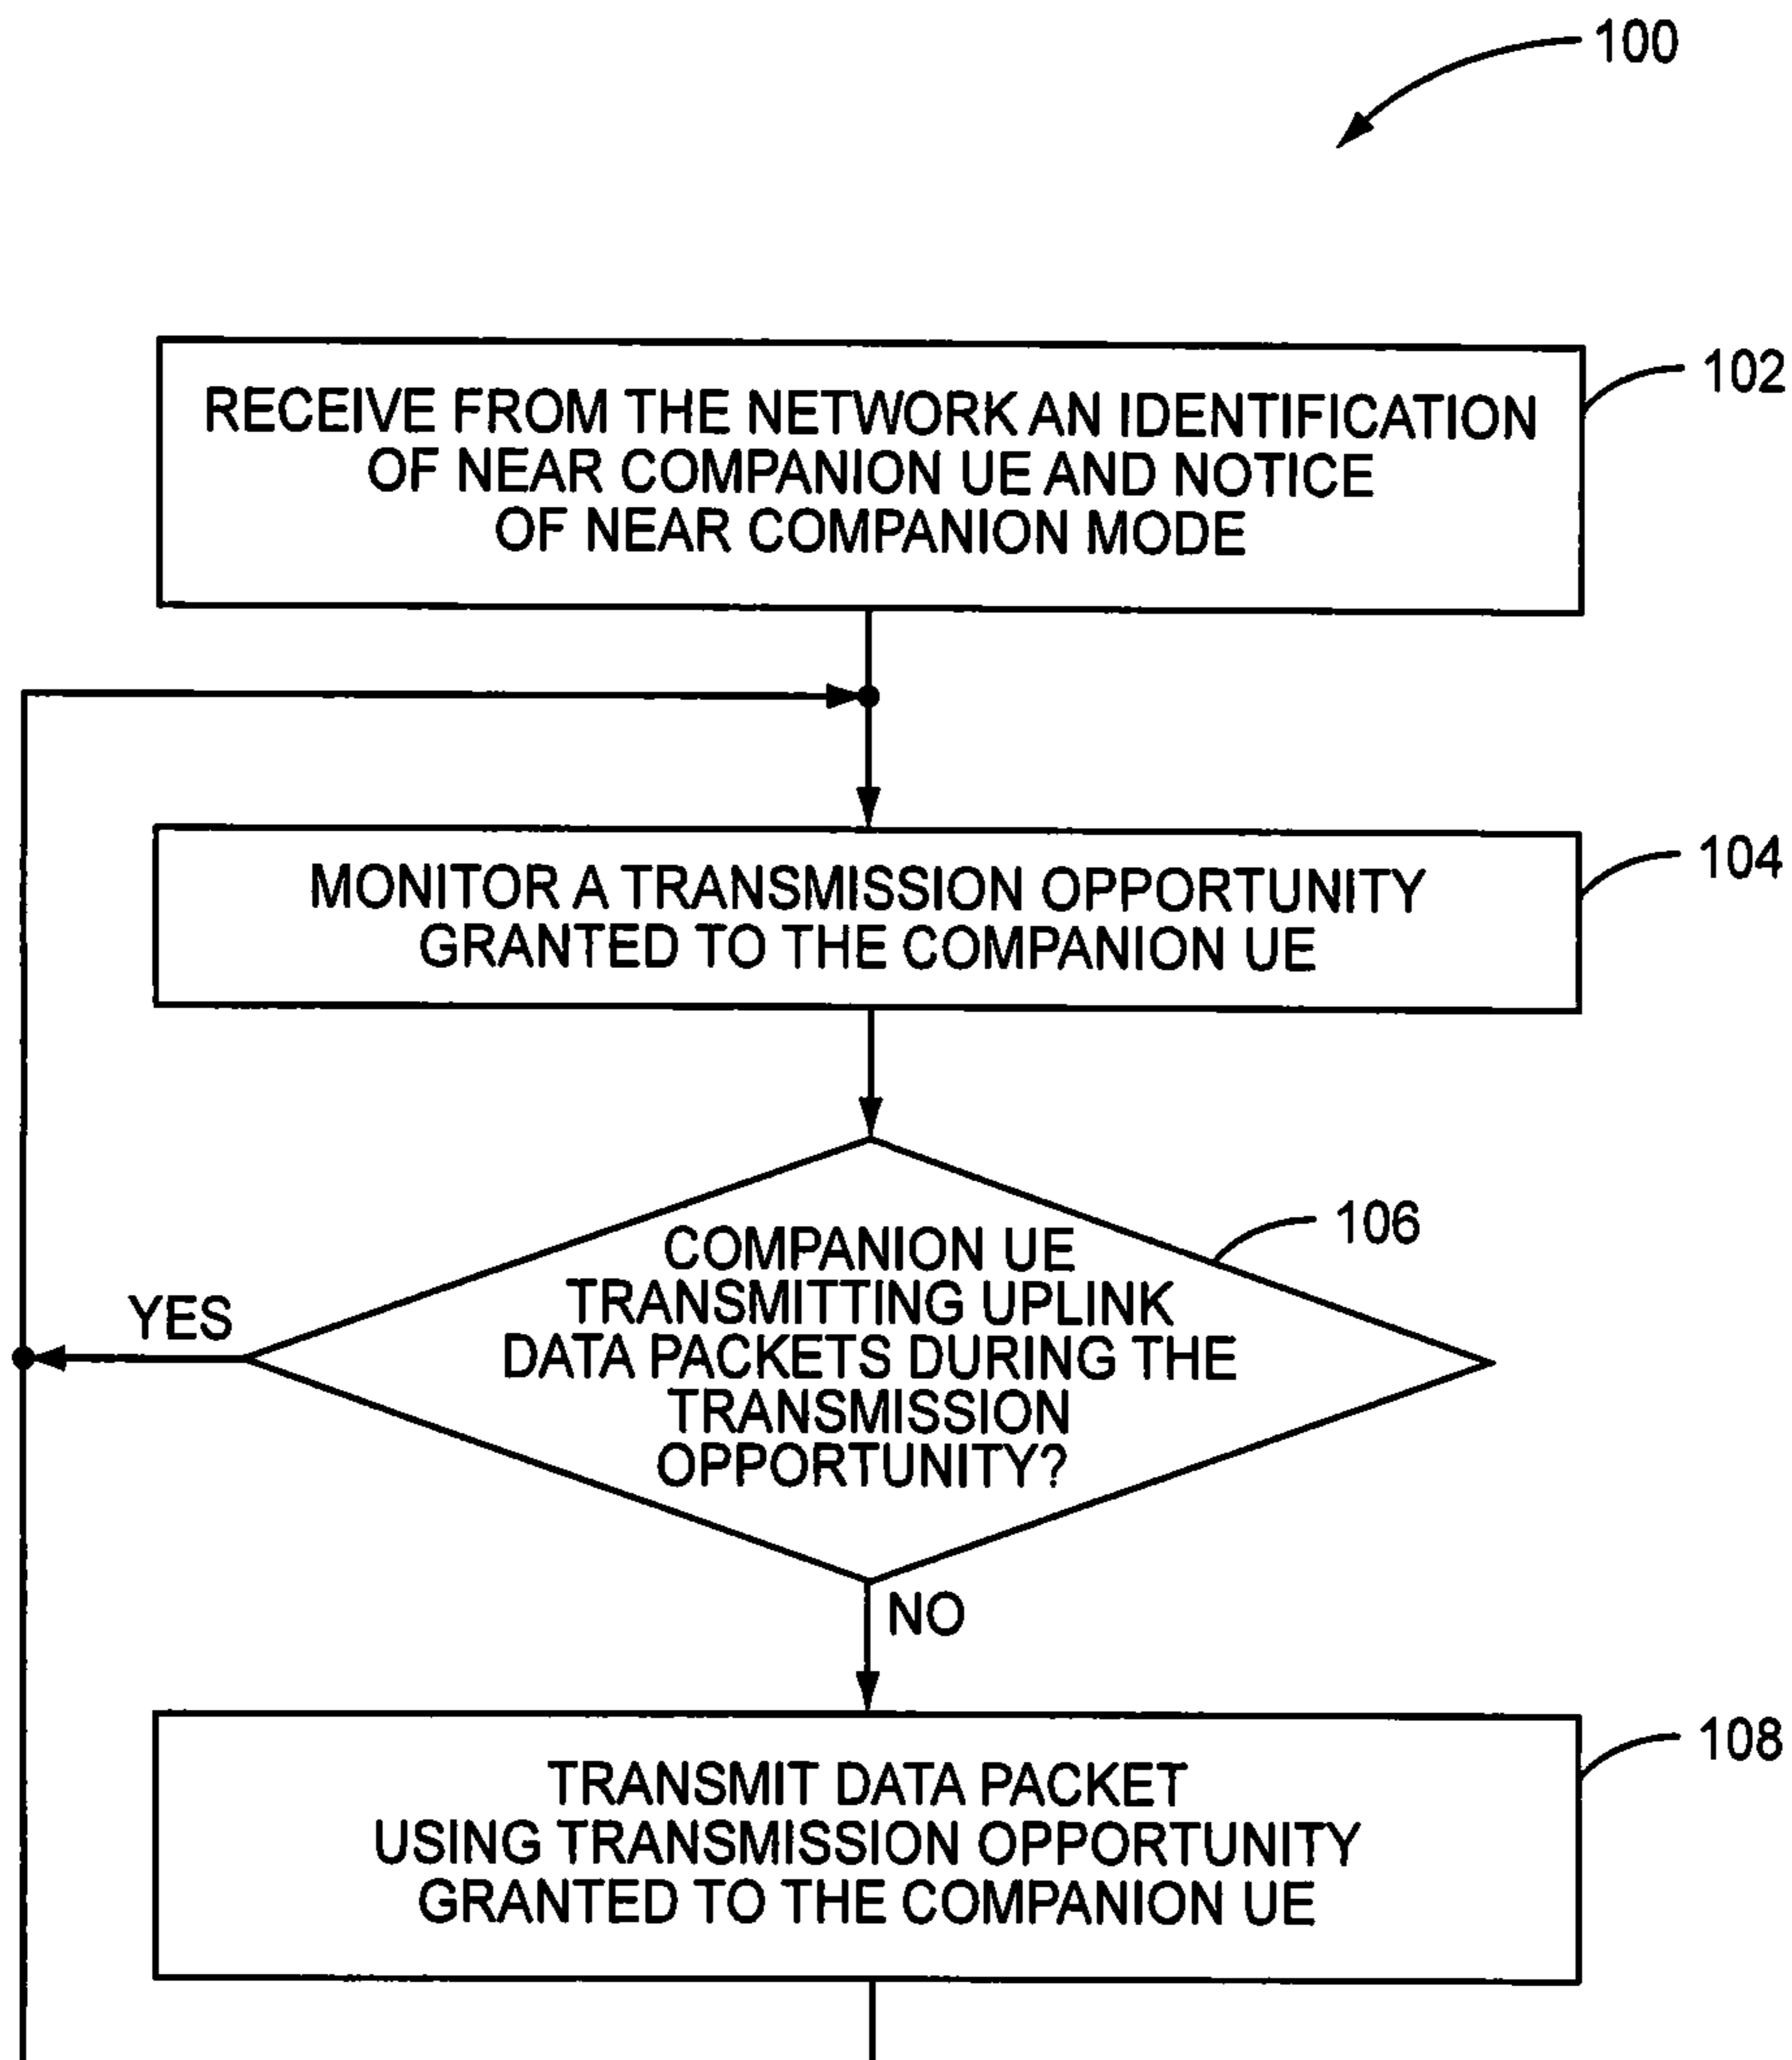 100
RECEIVE FROM THE NETWORK AN IDENTIFICATION
OF NEAR COMPANION UE AND NOTICE
OF NEAR COMPANION MODE
102
MONITOR A TRANSMISSION OPPORTUNITY
GRANTED TO THE COMPANION UE
104
COMPANION UE
TRANSMITTING UPLINK
DATA PACKETS DURING THE
TRANSMISSION
OPPORTUNITY?
106
YES
NO
TRANSMIT DATA PACKET
USING TRANSMISSION OPPORTUNITY
GRANTED TO THE COMPANION UE
108